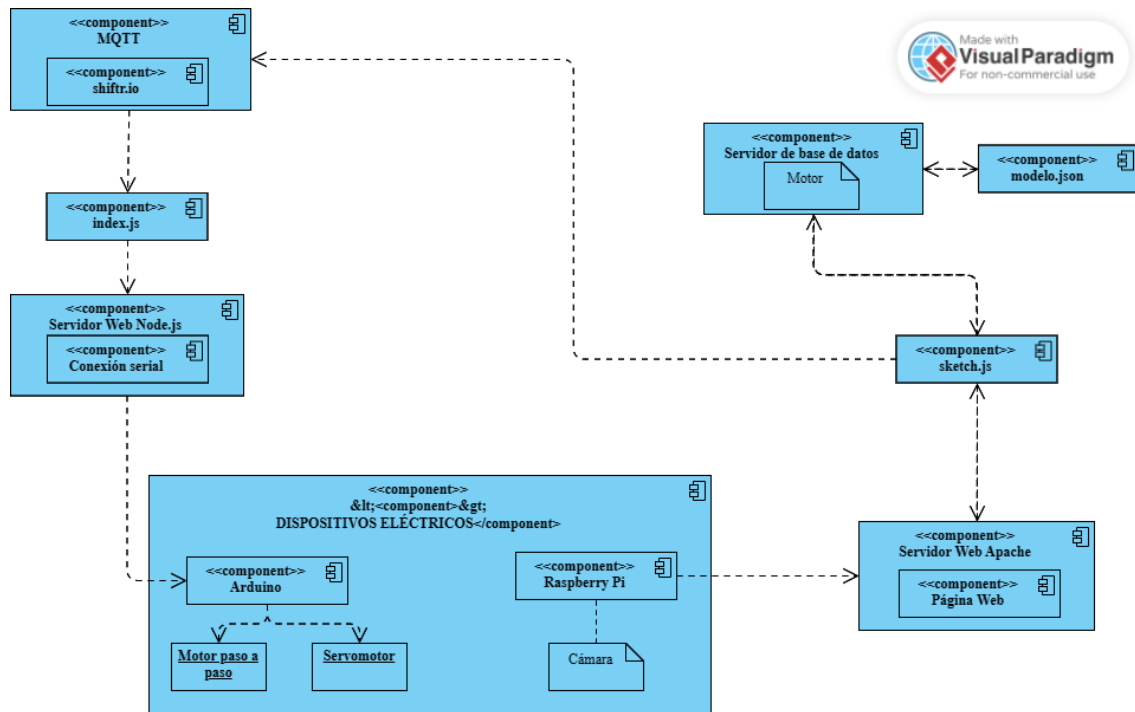 <<component>>
MQTT
<<component>>
shiftr.io
Made with
Visual Paradigm
For non-commercial use
<<component>>
Servidor de base de datos
Motor
<<component>>
modelo.json
<<component>>
index.js
<<component>>
Servidor Web Node.js
<<component>>
Conexión serial
<<component>>
sketch.js
<<component>>
&lt;<component>&gt;
DISPOSITIVOS ELÉCTRICOS</component>
<<component>>
Arduino
Motor paso a
paso
Servomotor
<<component>>
Raspberry Pi
Cámara
<<component>>
Servidor Web Apache
<<component>>
Página Web